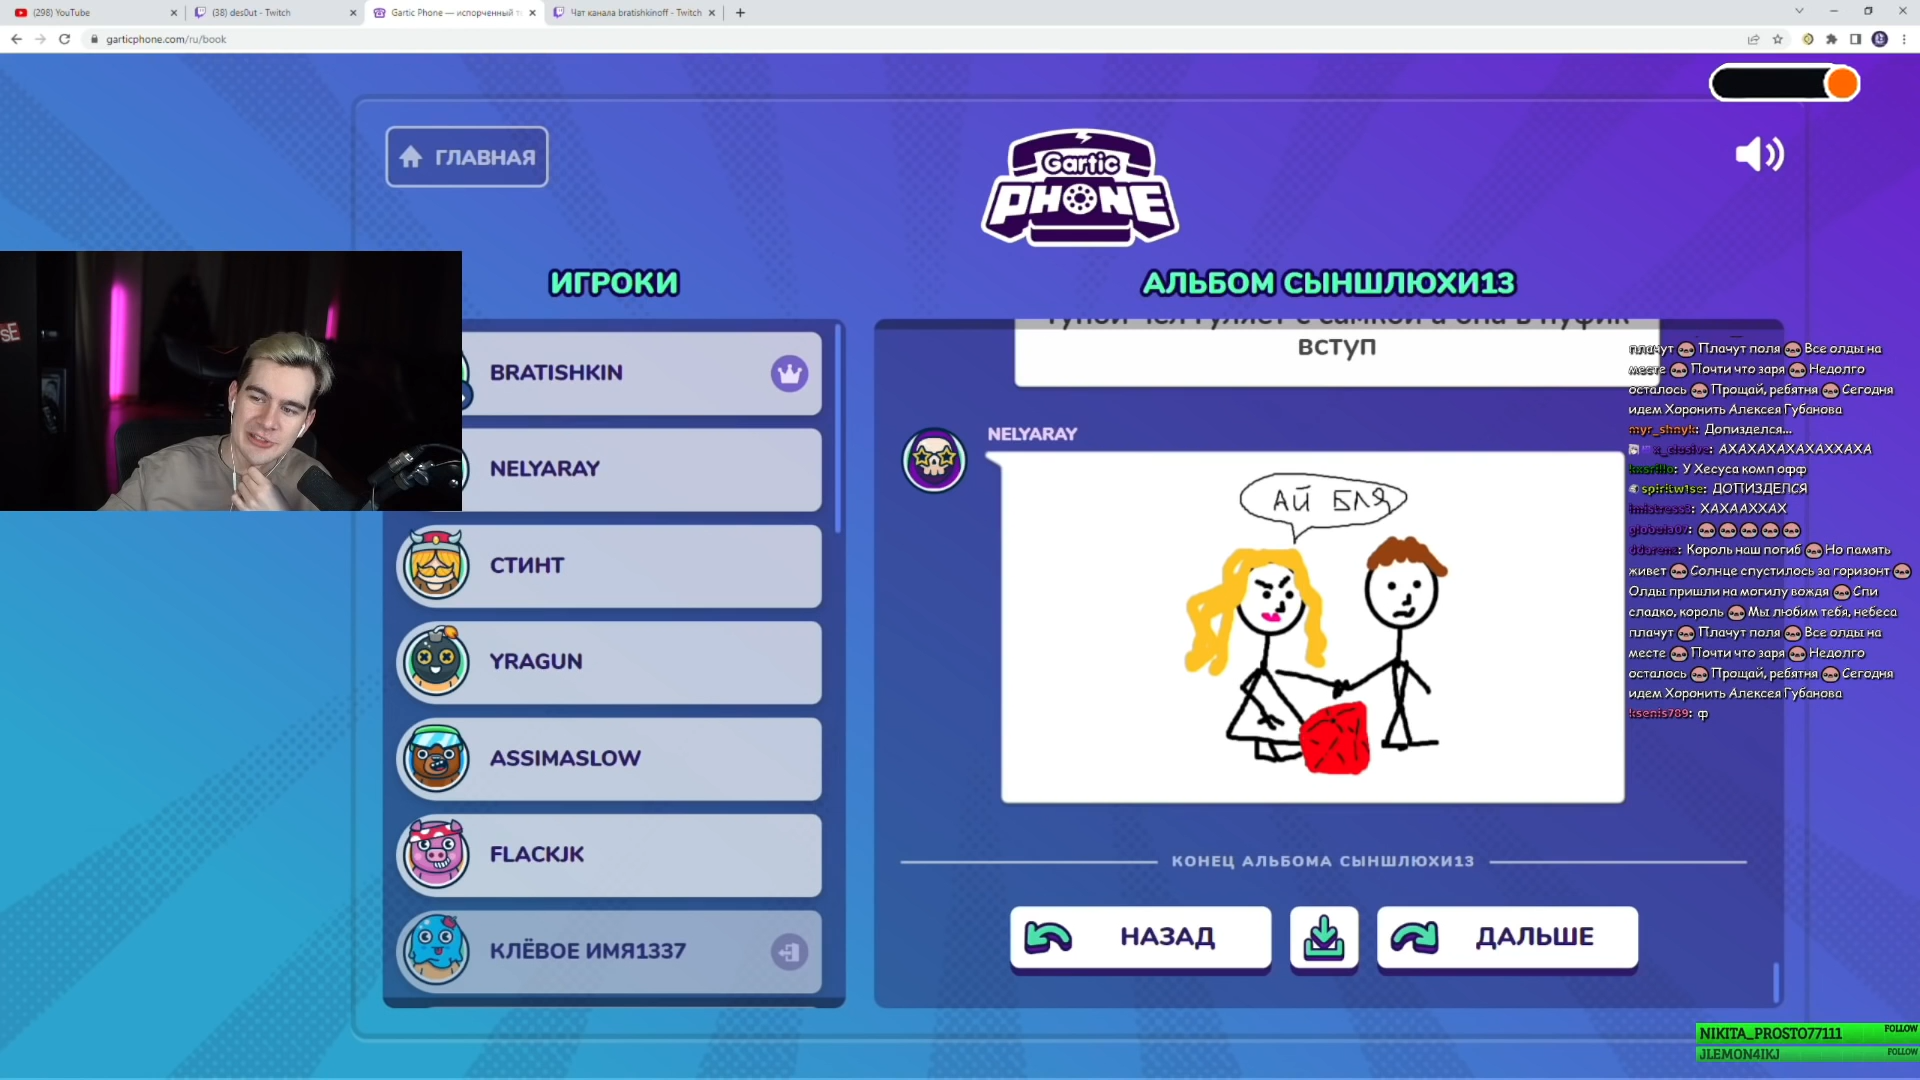 (298) YouTube
(38) des0ut - Twitch
Gartic Phone — испорченный т
Чат канала bratishkinoff - Twitch
garticphone.com/ru/book
ГЛАВНАЯ
Gartic
PHONE
ИГРОКИ
АЛЬБОМ СЫНШЛЮХИ13
BRATISHKIN
NELYARAY
СТИНТ
YRAGUN
ASSIMASLOW
FLACKJK
КЛЁВОЕ ИМЯ1337
вступ
NELYARAY
АЙ БЛЯ
КОНЕЦ АЛЬБОМА СЫНШЛЮХИ13
НАЗАД
ДАЛЬШЕ
плачут Плачут поля Все олды на
месте Почти что заря Недолго
осталось Прощай, ребятня Сегодня
идем Хоронить Алексея Губанова
myr_shnyk: Допизделся...
x_clusive: АХАХАХАХАХАХХАХА
kxsrillo: У Хесуса комп офф
spiritw1se: ДОПИЗДЕЛСЯ
ХАХААХХАХ
Король наш погиб Но память
живет Солнце спустилось за горизонт
Олды пришли на могилу вождя Спи
сладко, король Мы любим тебя, небеса
плачут Плачут поля Все олды на
месте Почти что заря Недолго
осталось Прощай, ребятня Сегодня
идем Хоронить Алексея Губанова
ksenis789: ф
NIKITA_PROSTO77111 FOLLOW
JLEMON4IKJ FOLLOW